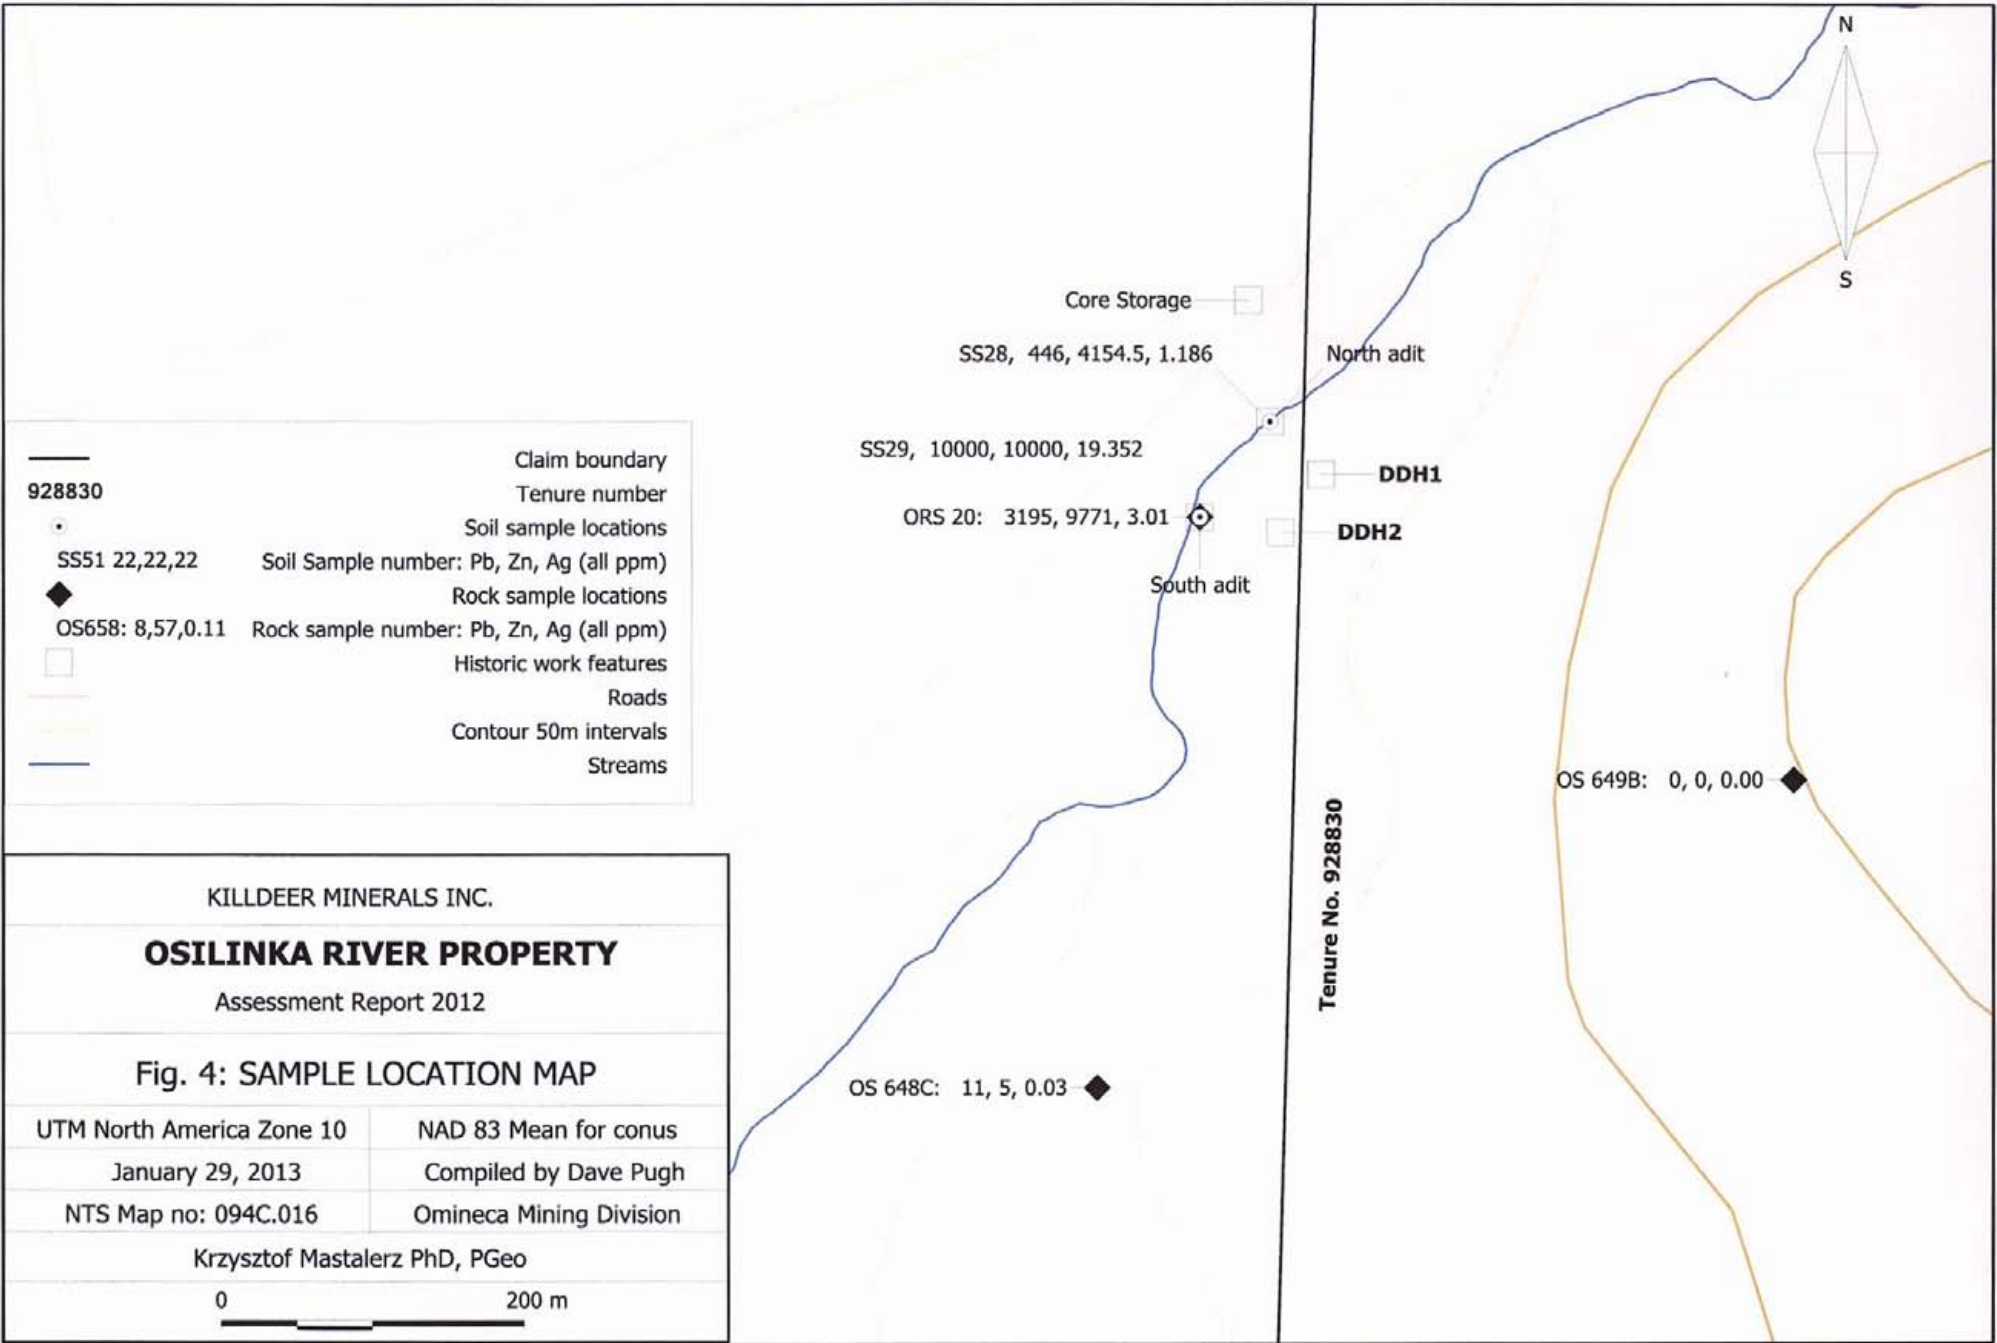 N
S
Core Storage
SS28, 446, 4154.5, 1.186
North adit
SS29, 10000, 10000, 19.352
DDH1
ORS 20: 3195, 9771, 3.01
DDH2
South adit
Claim boundary
928830 Tenure number
Soil sample locations
SS51 22,22,22 Soil Sample number: Pb, Zn, Ag (all ppm)
Rock sample locations
OS658: 8,57,0.11 Rock sample number: Pb, Zn, Ag (all ppm)
Historic work features
Roads
Contour 50m intervals
Streams
OS 649B: 0, 0, 0.00
Tenure No. 928830
OS 648C: 11, 5, 0.03
KILLDEER MINERALS INC.
OSILINKA RIVER PROPERTY
Assessment Report 2012
Fig. 4: SAMPLE LOCATION MAP
UTM North America Zone 10 NAD 83 Mean for conus
January 29, 2013 Compiled by Dave Pugh
NTS Map no: 094C.016 Omineca Mining Division
Krzysztof Mastalerz PhD, PGeo
0 200 m